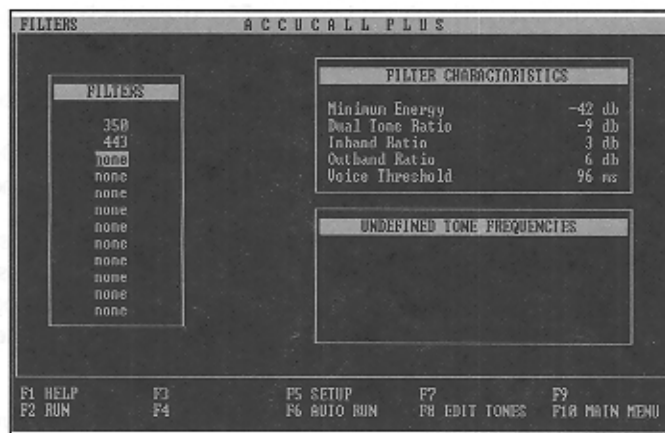 FILTERS ACCUCALL PLUS
FILTERS
350
443
none
none
none
none
none
none
none
none
none
none
FILTER CHARACTARISTICS
Minimun Energy -42 db
Dual Tone Ratio -9 db
Inband Ratio 3 db
Outband Ratio 6 db
Voice Threshold 96 ms
UNDEFINED TONE FREQUENCIES
F1 HELP F3 F5 SETUP F7 F9
F2 RUN F4 F6 AUTO RUN F8 EDIT TONES F10 MAIN MENU